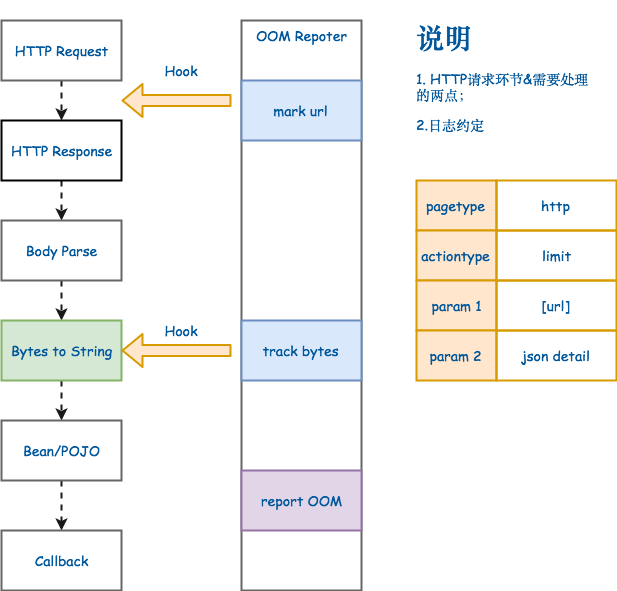 HTTP Request
HTTP Response
Body Parse
Bytes to String
Bean/POJO
Callback
Hook
Hook
OOM Repoter
mark url
track bytes
report OOM
说明
1. HTTP请求环节&需要处理
的两点；
2.日志约定
pagetype http
actiontype limit
param 1 [url]
param 2 json detail